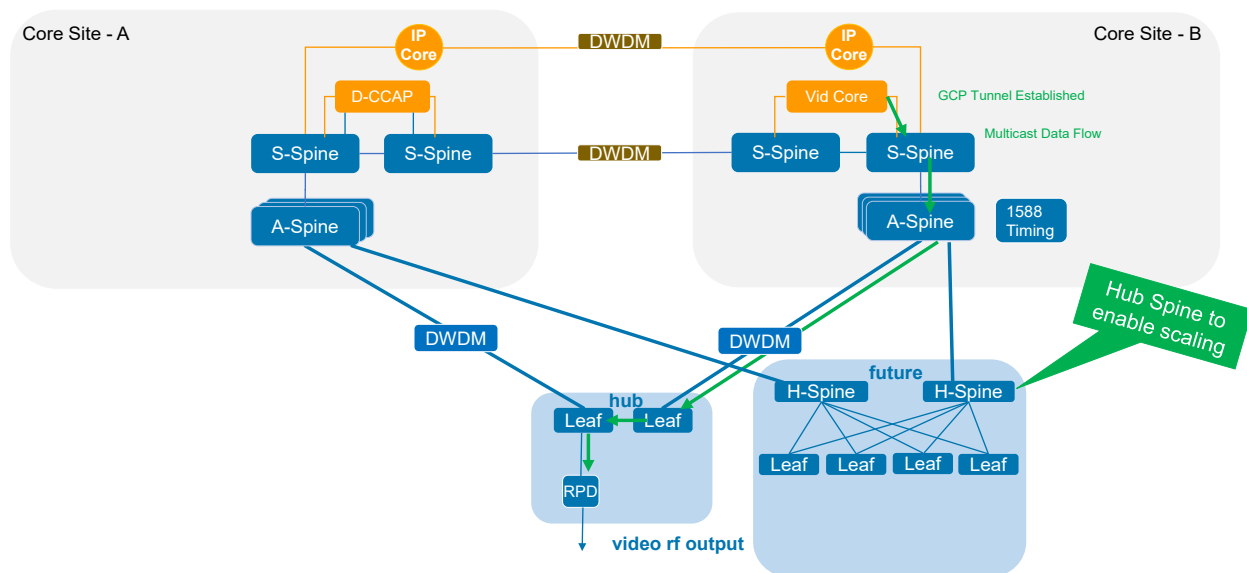 Core Site - A
IP
Core
DWDM
IP
Core
Core Site - B
D-CCAP
Vid Core
GCP Tunnel Established
Multicast Data Flow
S-Spine
S-Spine
DWDM
S-Spine
S-Spine
A-Spine
A-Spine
1588
Timing
Hub Spine to
enable scaling
DWDM
DWDM
future
H-Spine
H-Spine
hub
Leaf
Leaf
Leaf
Leaf
Leaf
Leaf
RPD
video rf output